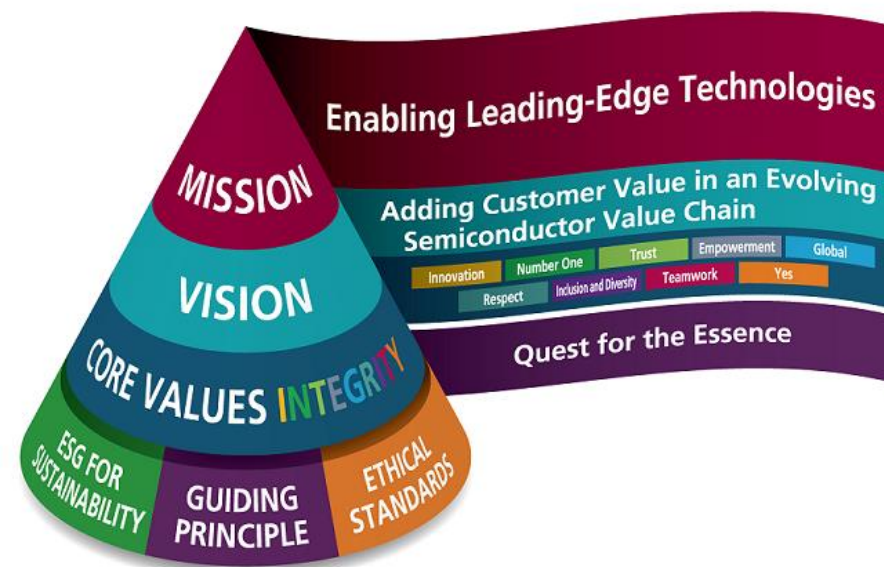 MISSION
Enabling Leading-Edge Technologies
VISION
Adding Customer Value in an Evolving
Semiconductor Value Chain
CORE VALUES INTEGRITY
Innovation Number One Trust Empowerment Global
Respect Inclusion and Diversity Teamwork Yes
Quest for the Essence
ESG FOR
SUSTAINABILITY
GUIDING
PRINCIPLE
ETHICAL
STANDARDS